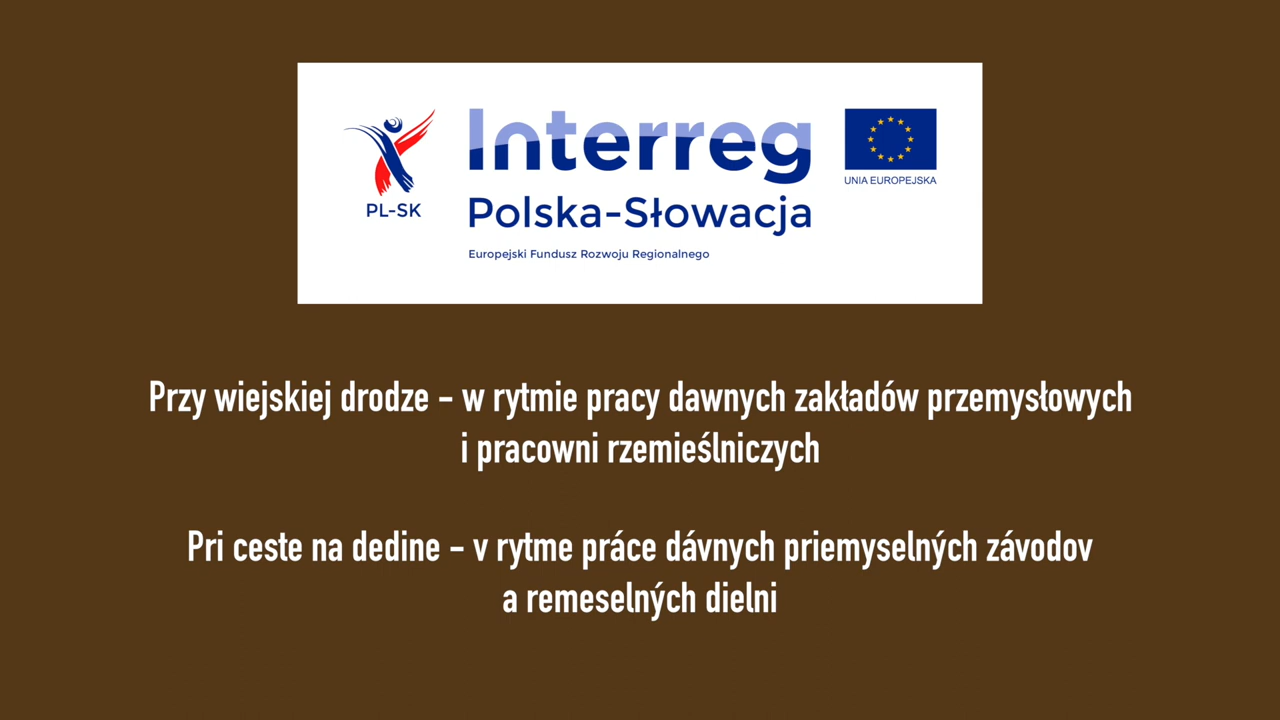 PL-SK
Interreg
Polska-Słowacja
Europejski Fundusz Rozwoju Regionalnego
UNIA EUROPEJSKA
Przy wiejskiej drodze - w rytmie pracy dawnych zakładów przemysłowych
i pracowni rzemieślniczych
Pri ceste na dedine - v rytme práce dávnych priemyselných závodov
a remeselných dielni